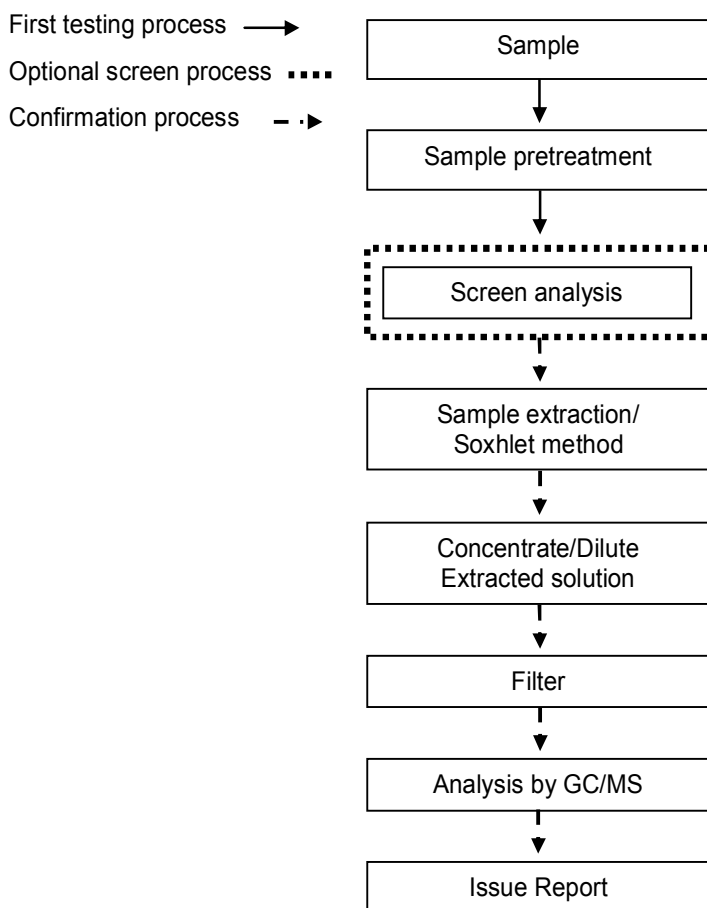 First testing process
Optional screen process
Confirmation process
Sample
Sample pretreatment
Screen analysis
Sample extraction/
Soxhlet method
Concentrate/Dilute
Extracted solution
Filter
Analysis by GC/MS
Issue Report